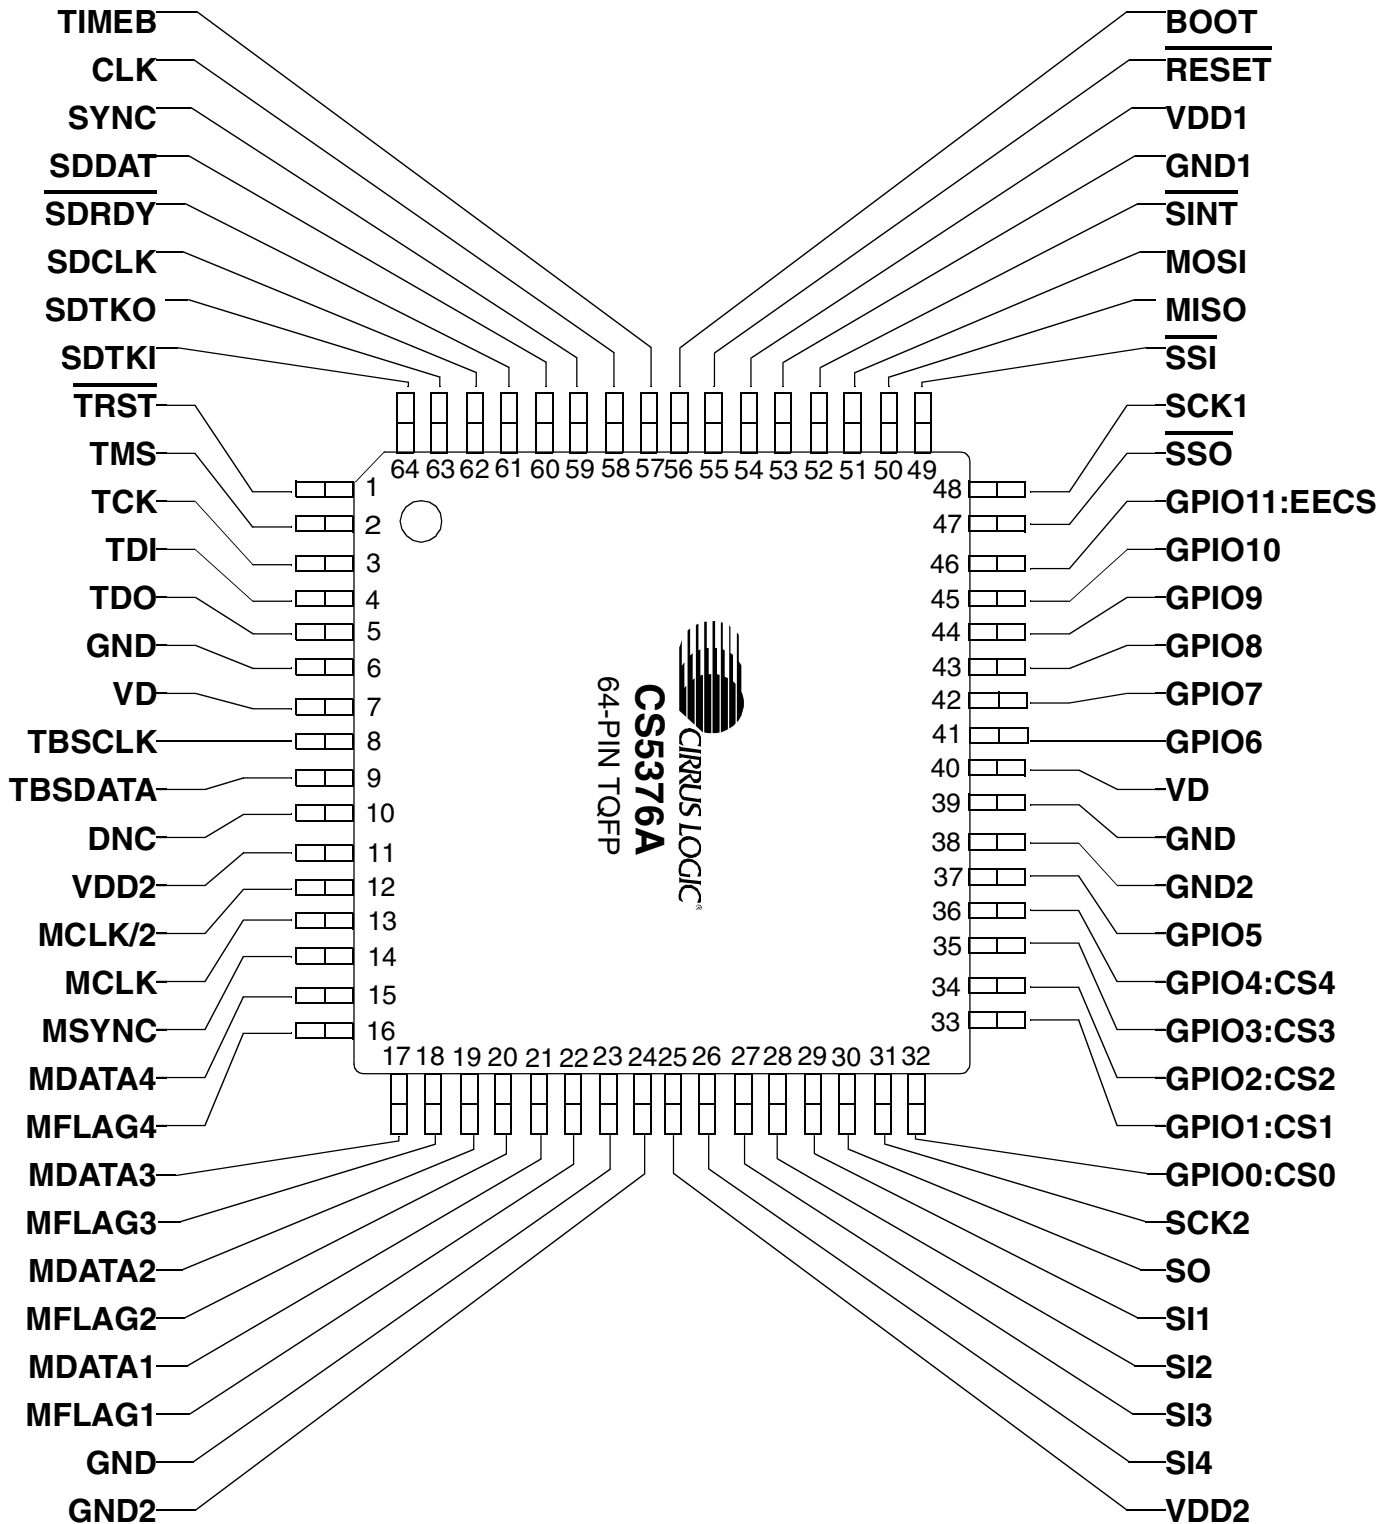 TIMEB
CLK
SYNC
SDDAT
SDRDY
SDCLK
SDTKO
SDTKI
TRST
TMS
TCK
TDI
TDO
GND
VD
TBSCLK
TBSDATA
DNC
VDD2
MCLK/2
MCLK
MSYNC
MDATA4
MFLAG4
MDATA3
MFLAG3
MDATA2
MFLAG2
MDATA1
MFLAG1
GND
GND2
64 63 62 61 60 59 58 57 56 55 54 53 52 51 50 49
1
2
3
4
5
6
7
8
9
10
11
12
13
14
15
16
CIRRUS LOGIC®
CS5376A
64-PIN TQFP
48
47
46
45
44
43
42
41
40
39
38
37
36
35
34
33
17 18 19 20 21 22 23 24 25 26 27 28 29 30 31 32
BOOT
RESET
VDD1
GND1
SINT
MOSI
MISO
SSI
SCK1
SSO
GPIO11:EECS
GPIO10
GPIO9
GPIO8
GPIO7
GPIO6
VD
GND
GND2
GPIO5
GPIO4:CS4
GPIO3:CS3
GPIO2:CS2
GPIO1:CS1
GPIO0:CS0
SCK2
SO
SI1
SI2
SI3
SI4
VDD2